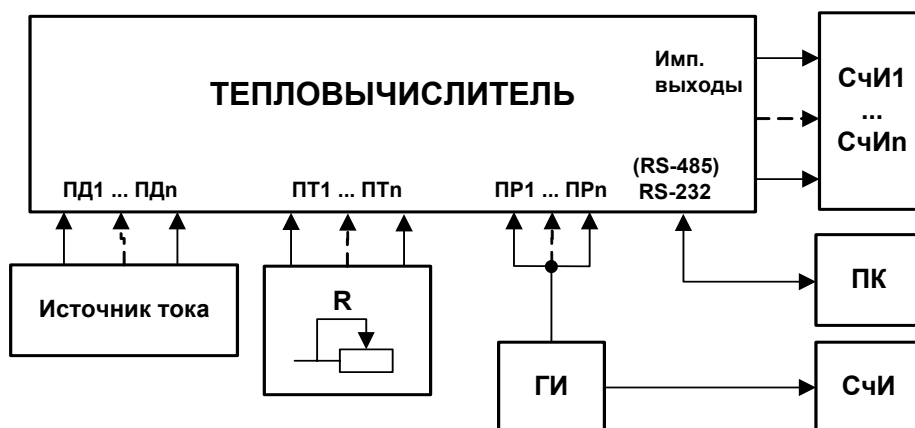 ТЕПЛОВЫЧИСЛИТЕЛЬ
Имп.
выходы
СчИ1
...
СчИn
ПД1 ... ПДn
ПТ1 ... ПТn
ПР1 ... ПРn
(RS-485)
RS-232
Источник тока
R
ПК
ГИ
СчИ